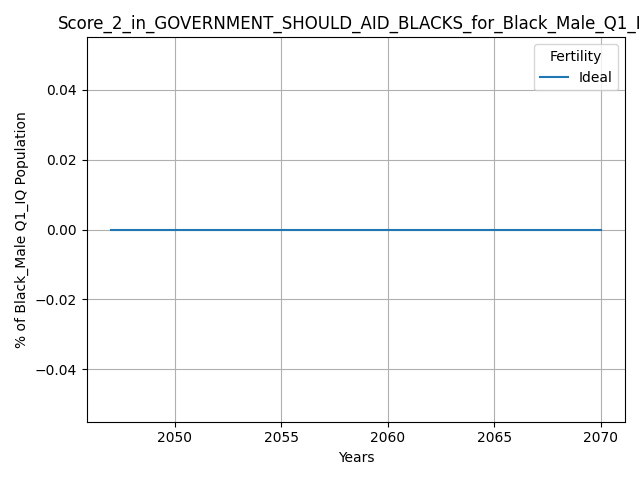 Score_2_in_GOVERNMENT_SHOULD_AID_BLACKS_for_Black_Male_Q1_I
Fertility
Ideal
0.04
0.02
0.00
−0.02
−0.04
% of Black_Male Q1_IQ Population
2050
2055
2060
2065
2070
Years